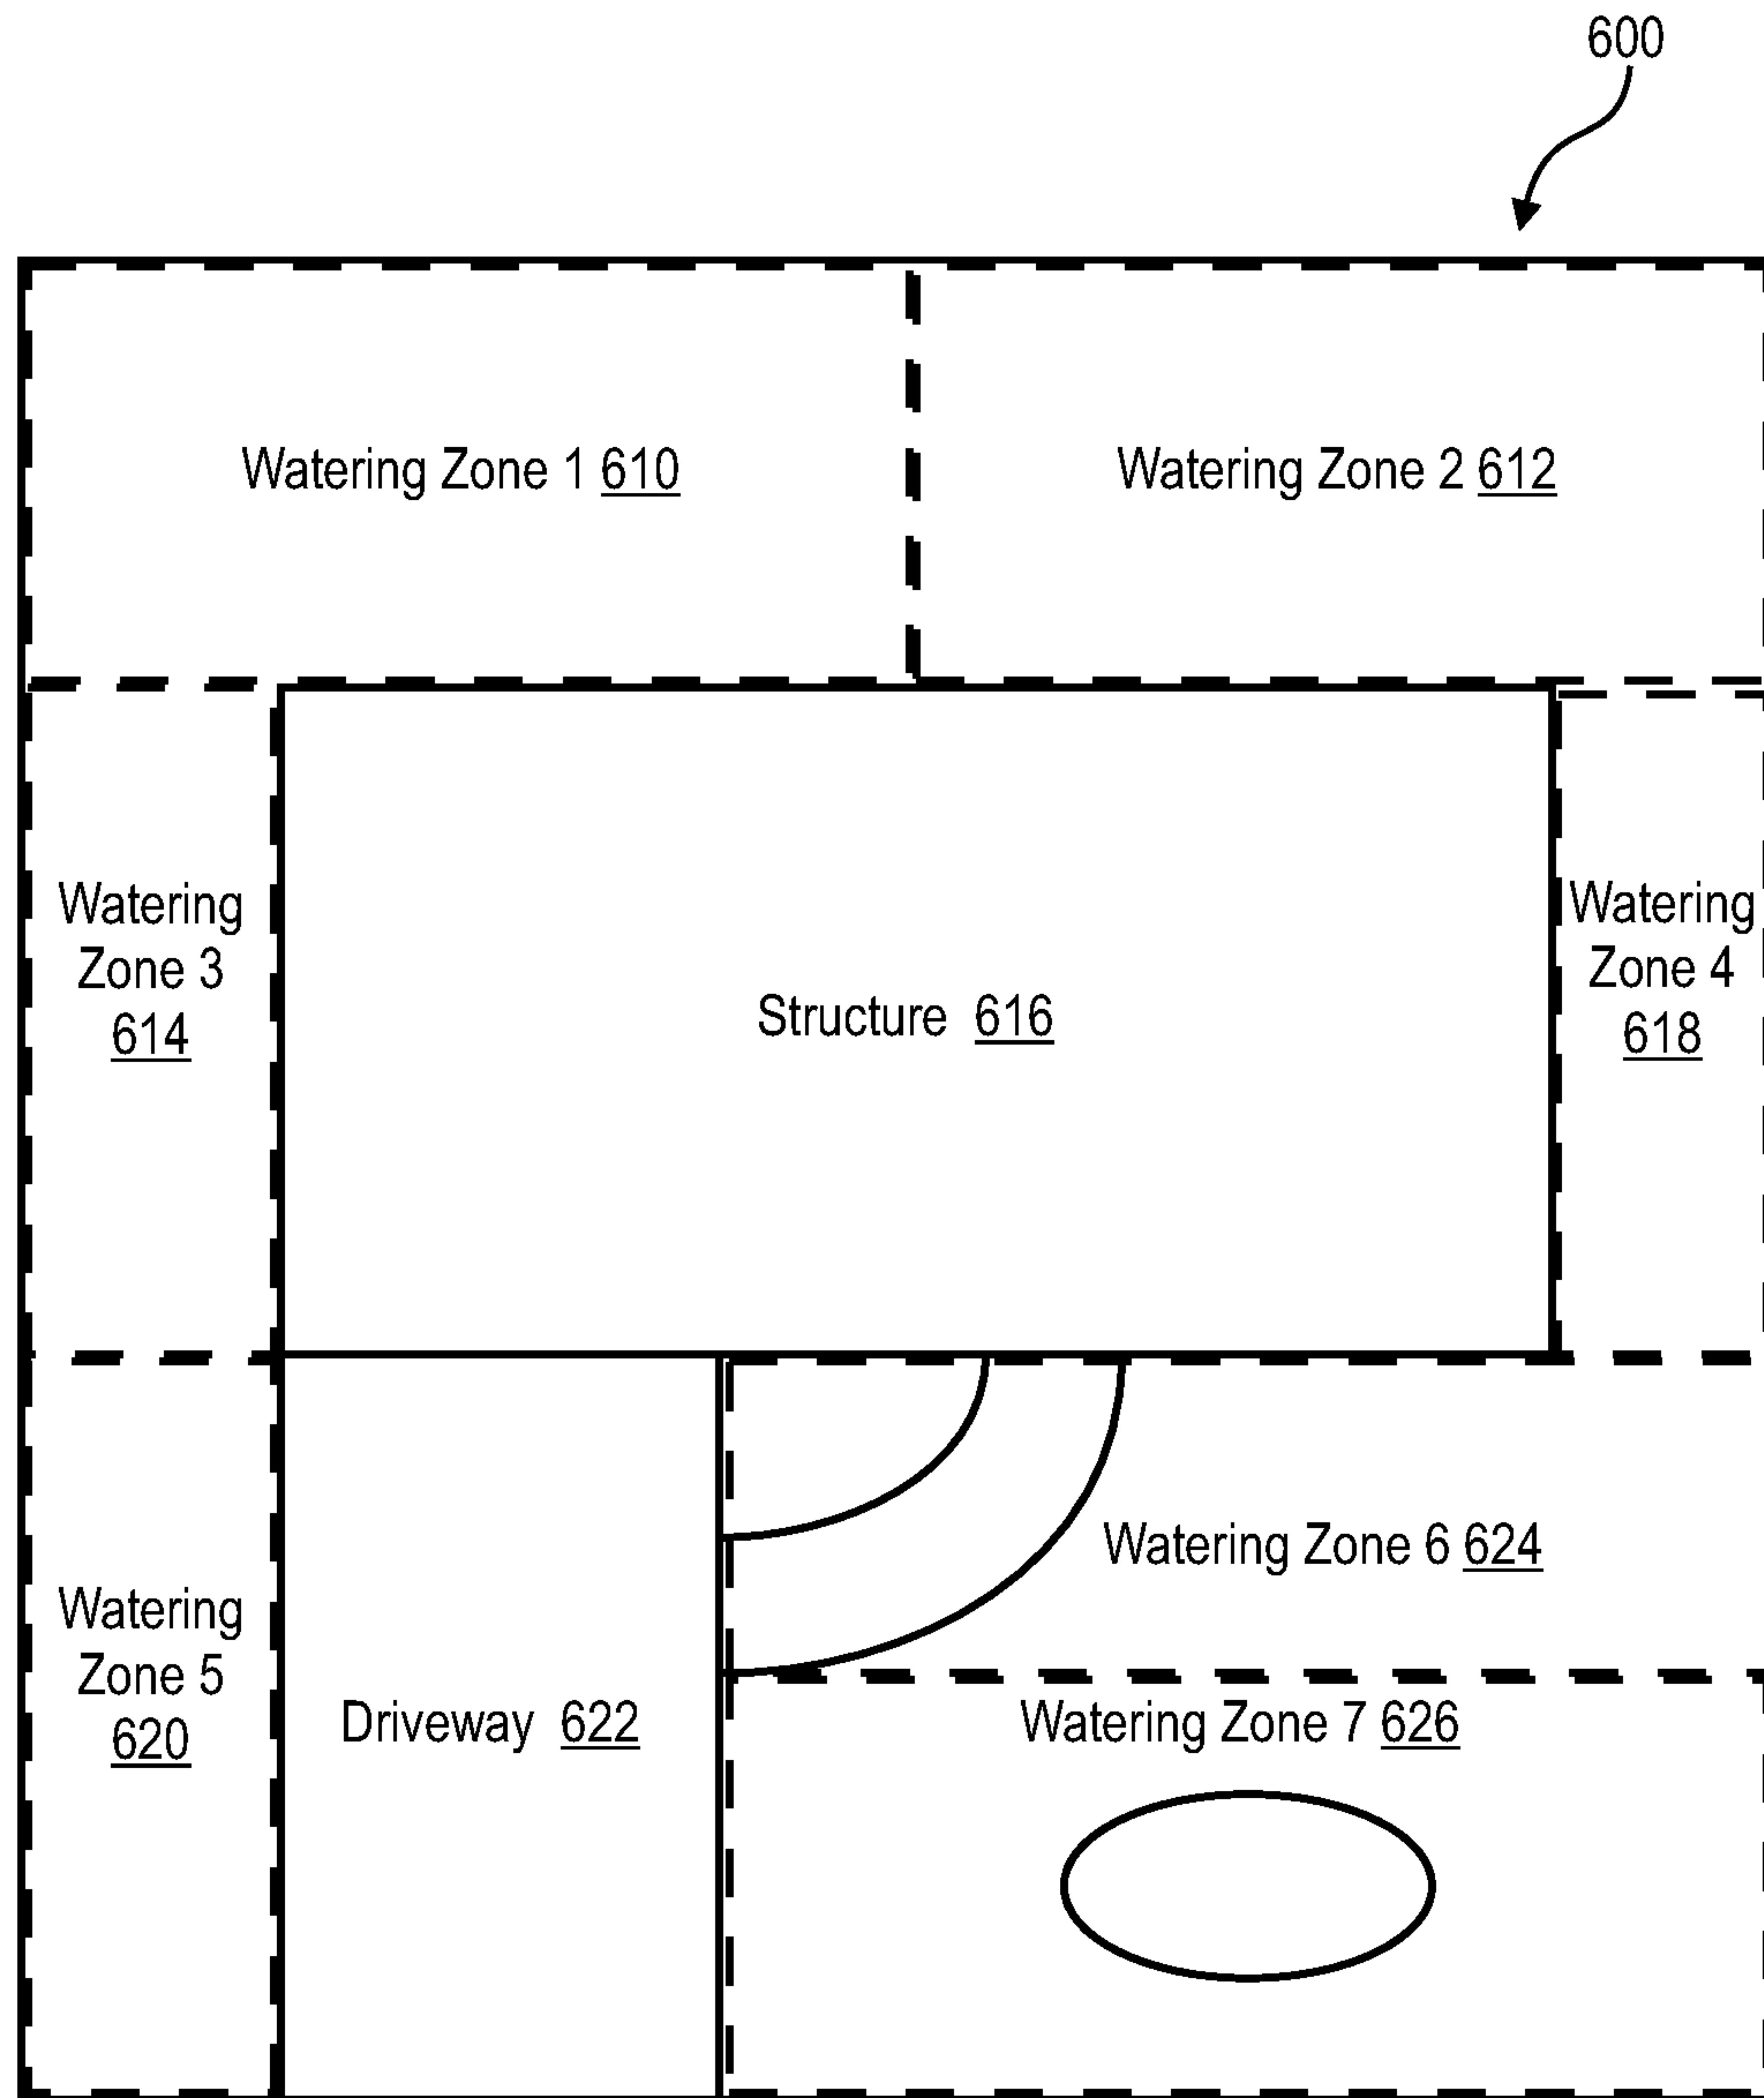 600
Watering Zone 1 610
Watering Zone 2 612
Watering
Zone 3
614
Structure 616
Watering
Zone 4
618
Watering Zone 6 624
Watering
Zone 5
620
Driveway 622
Watering Zone 7 626